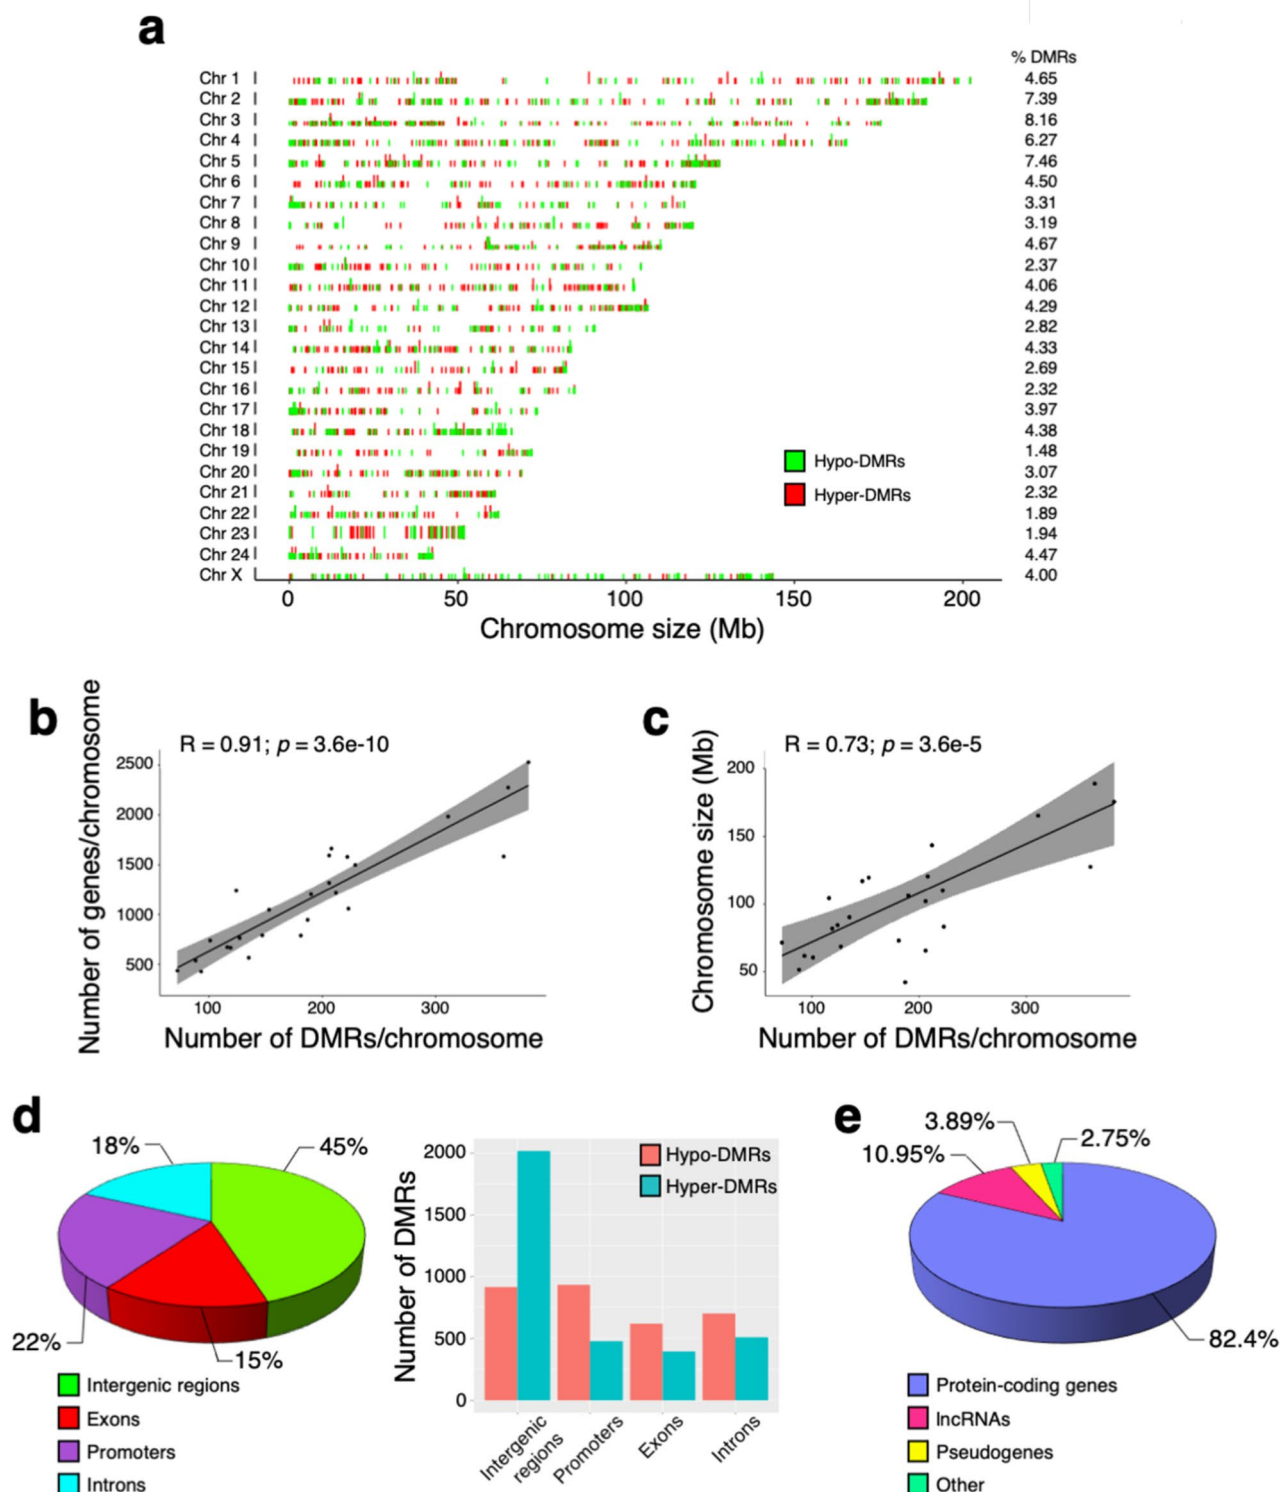 a
% DMRs
Chr 1 4.65
Chr 2 7.39
Chr 3 8.16
Chr 4 6.27
Chr 5 7.46
Chr 6 4.50
Chr 7 3.31
Chr 8 3.19
Chr 9 4.67
Chr 10 2.37
Chr 11 4.06
Chr 12 4.29
Chr 13 2.82
Chr 14 4.33
Chr 15 2.69
Chr 16 2.32
Chr 17 3.97
Chr 18 4.38
Chr 19 1.48
Chr 20 3.07
Chr 21 2.32
Chr 22 1.89
Chr 23 1.94
Chr 24 4.47
Chr X 4.00
Hypo-DMRs
Hyper-DMRs
0 50 100 150 200
Chromosome size (Mb)
b
Number of genes/chromosome
R = 0.91; p = 3.6e-10
2500
2000
1500
1000
500
100 200 300
Number of DMRs/chromosome
c
Chromosome size (Mb)
R = 0.73; p = 3.6e-5
200
150
100
50
100 200 300
Number of DMRs/chromosome
d
18%
45%
22%
15%
Intergenic regions
Exons
Promoters
Introns
Number of DMRs
2000
1500
1000
500
0
Hypo-DMRs
Hyper-DMRs
Intergenic
regions
Promoters
Exons
Introns
e
3.89%
2.75%
10.95%
82.4%
Protein-coding genes
lncRNAs
Pseudogenes
Other